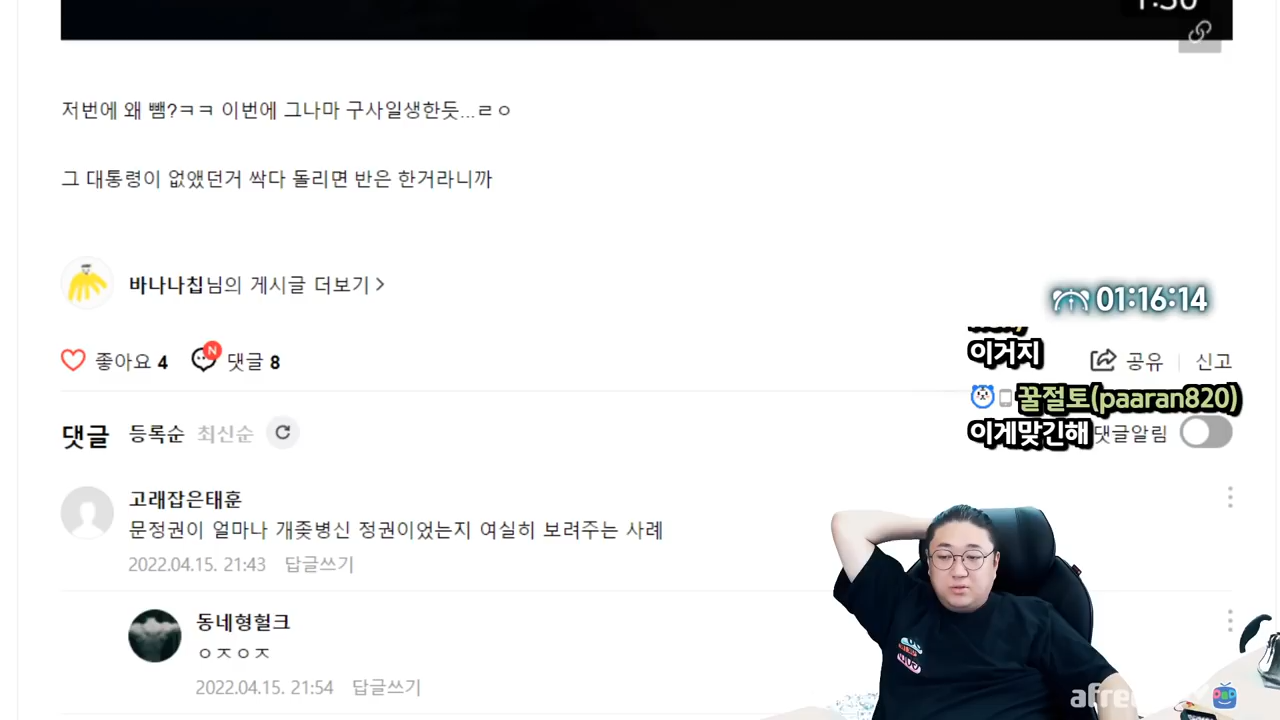 저번에 왜 뺌?ㅋㅋ 이번에 그나마 구사일생한듯...ㄹㅇ
그 대통령이 없앴던거 싹다 돌리면 반은 한거라니까
바나나칩님의 게시글 더보기 >
01:16:14
좋아요 4 N 댓글 8
이거지
공유 신고
꿀절토(paaran820)
이게맞긴해
댓글 등록순 최신순
댓글알림
고래잡은태훈
문정권이 얼마나 개좆병신 정권이었는지 여실히 보려주는 사례
2022.04.15. 21:43 답글쓰기
동네형헐크
ㅇㅈㅇㅈ
2022.04.15. 21:54 답글쓰기